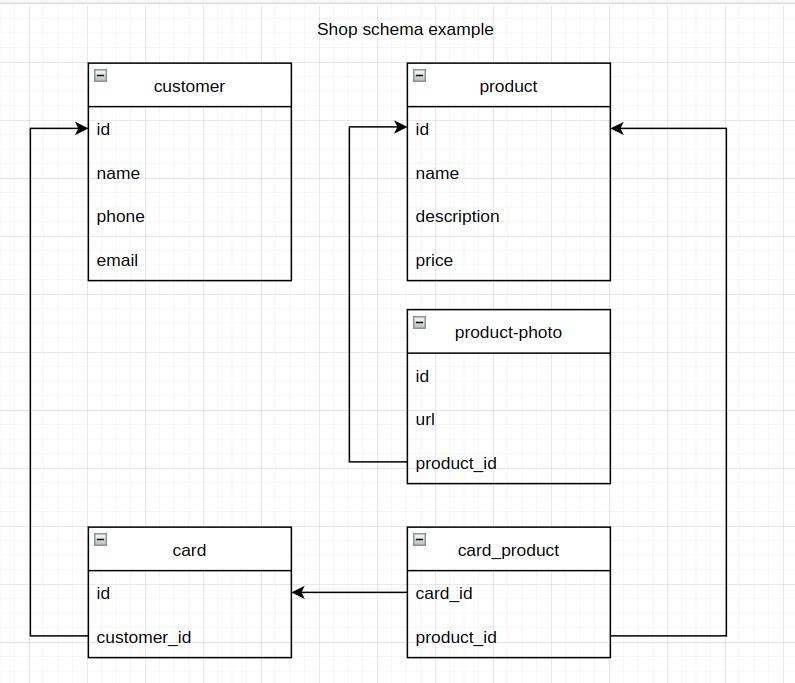 Shop schema example
customer
id
name
phone
email
product
id
name
description
price
product-photo
id
url
product_id
card
id
customer_id
card_product
card_id
product_id